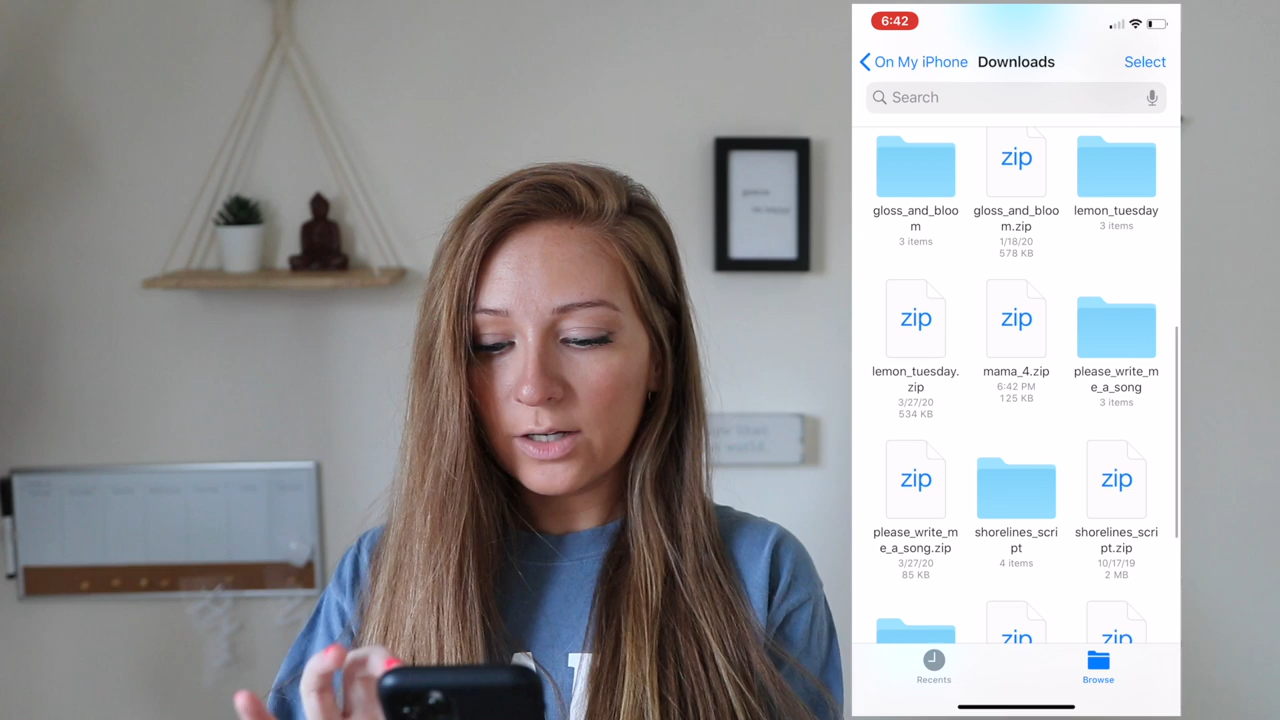 6:42
On My iPhone
Downloads
Select
Search
gloss_and_bloo
m
3 items
zip
gloss_and_bloo
m.zip
1/18/20
578 KB
lemon_tuesday
3 items
zip
lemon_tuesday.
zip
3/27/20
534 KB
zip
mama_4.zip
6:42 PM
125 KB
please_write_m
e_a_song
3 items
zip
please_write_m
e_a_song.zip
3/27/20
85 KB
shorelines_scri
pt
4 items
zip
shorelines_scri
pt.zip
10/17/19
2 MB
zip
zip
Recents
Browse